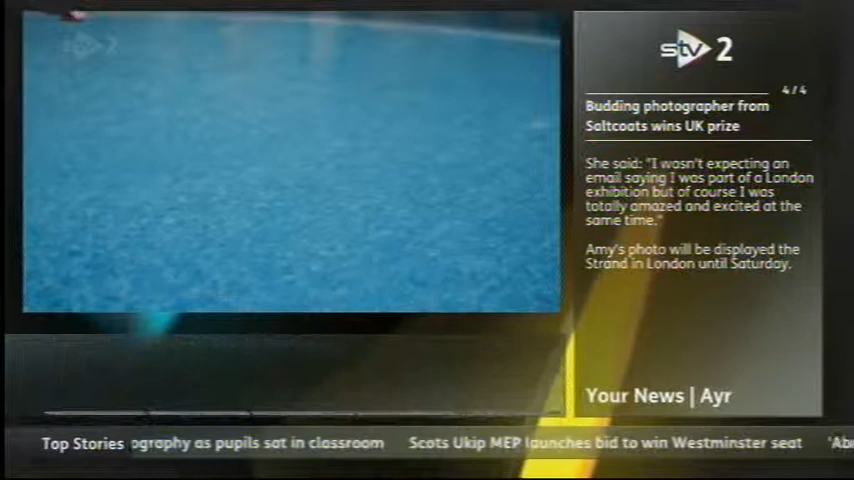 stv 2
stv 2
4/4
Budding photographer from
Saltcoats wins UK prize
She said: "I wasn't expecting an
email saying I was part of a London
exhibition but of course I was
totally amazed and excited at the
same time."
Amy's photo will be displayed the
Strand in London until Saturday.
Your News | Ayr
Top Stories ography as pupils sat in classroom Scots Ukip MEP launches bid to win Westminster seat 'Abu